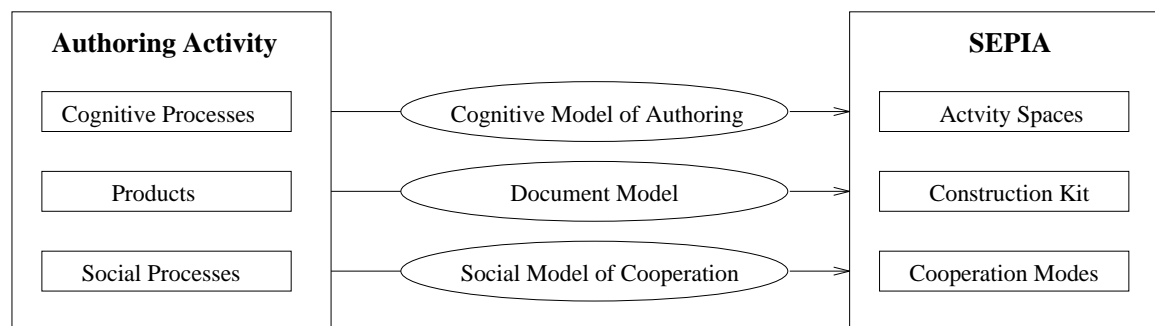 Authoring Activity
SEPIA
Cognitive Processes
Cognitive Model of Authoring
Actvity Spaces
Products
Document Model
Construction Kit
Social Processes
Social Model of Cooperation
Cooperation Modes